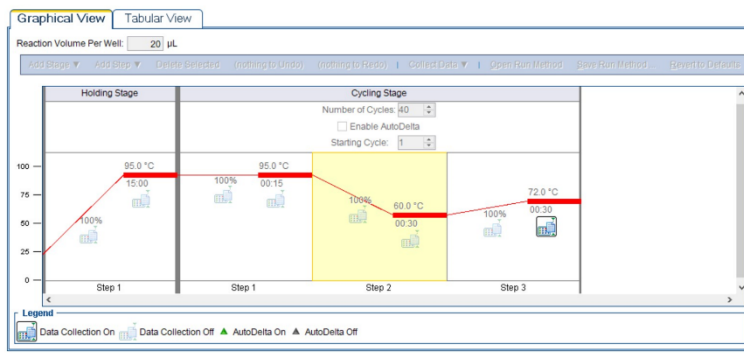 Graphical View Tabular View
Reaction Volume Per Well: 20 µL
Add Stage ▼ Add Step ▼ Delete Selected (nothing to Undo) (nothing to Redo) | Collect Data ▼ | Open Run Method Save Run Method... Revert to Defaults
Holding Stage Cycling Stage
Number of Cycles: 40
Enable AutoDelta
Starting Cycle: 1
100 95.0 °C 95.0 °C
15:00 100% 00:15
75 72.0 °C
100% 60.0 °C 00:30
50 100% 00:30 100%
25
0
Step 1 Step 1 Step 2 Step 3
Legend
Data Collection On Data Collection Off ▲ AutoDelta On ▲ AutoDelta Off